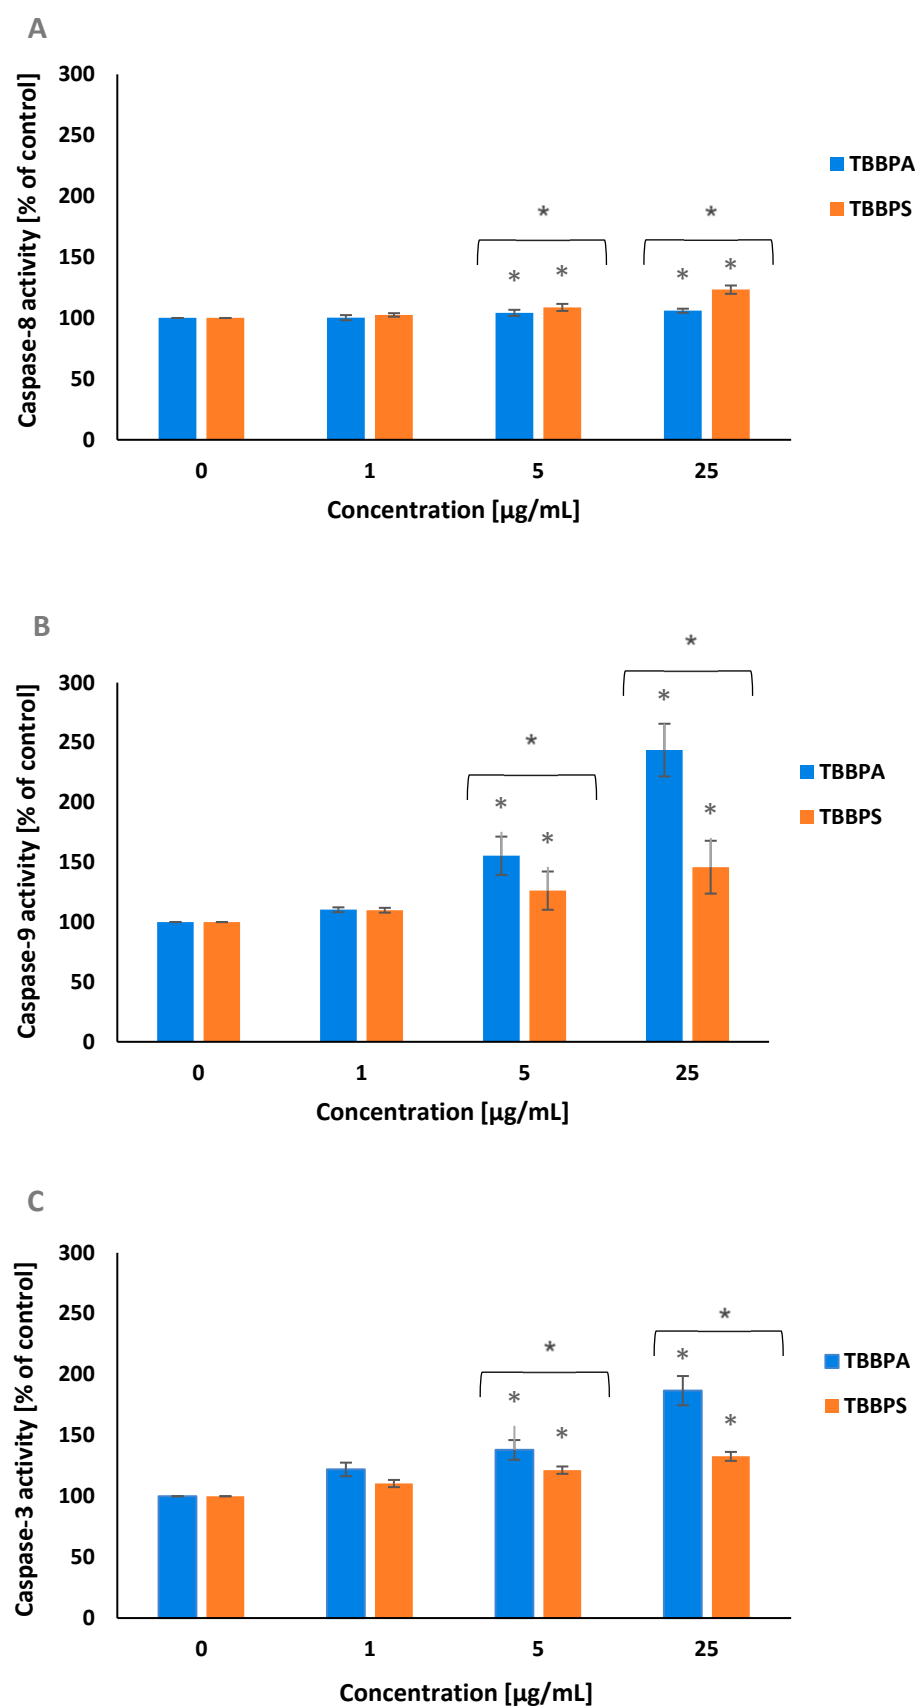 A
Caspase-8 activity [% of control]
300
250
200
150
100
50
0
* *
* * * *
0 1 5 25
Concentration [µg/mL]
TBBPA
TBBPS
B
Caspase-9 activity [% of control]
300
250
200
150
100
50
0
*
*
*
* *
*
0 1 5 25
Concentration [µg/mL]
TBBPA
TBBPS
C
Caspase-3 activity [% of control]
300
250
200
150
100
50
0
*
* *
*
* *
0 1 5 25
Concentration [µg/mL]
TBBPA
TBBPS